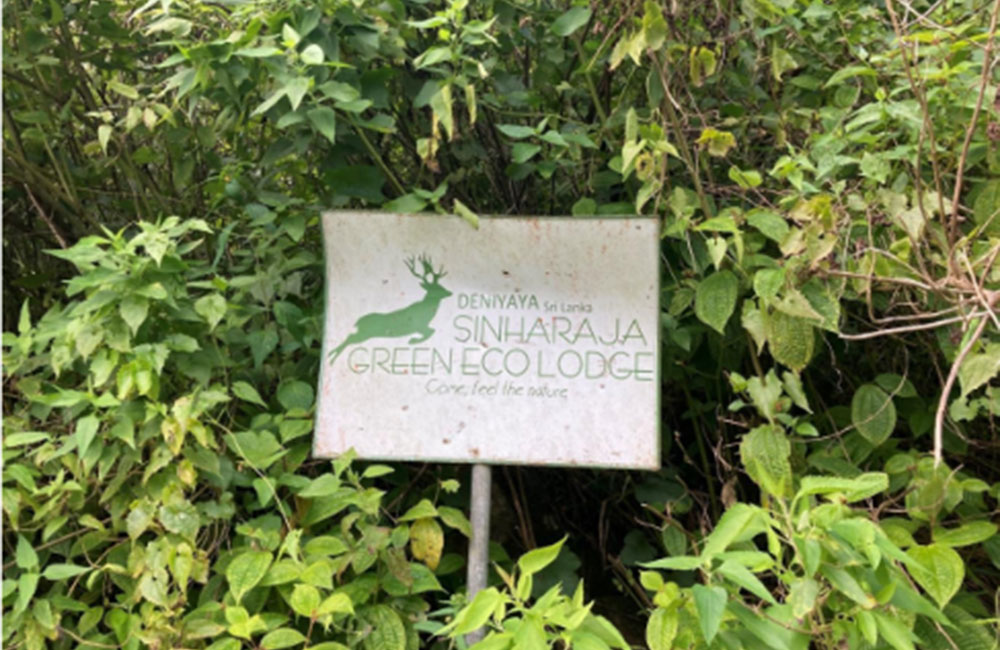 DENIYAYA Sri Lanka
SINHARAJA
GREEN ECO LODGE
Come, feel the nature